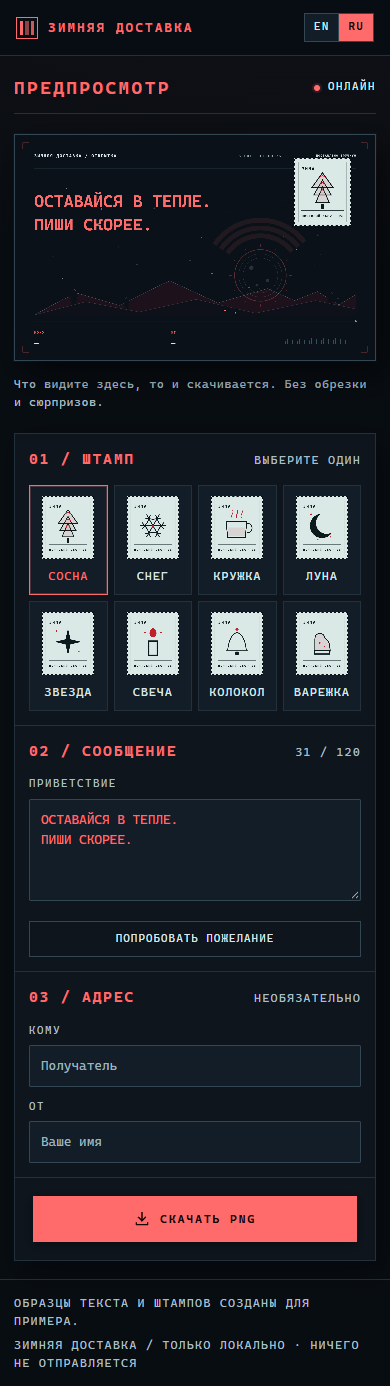 ЗИМНЯЯ ДОСТАВКА
EN RU
ПРЕДПРОСМОТР
ОНЛАЙН
ЗИМНЯЯ ДОСТАВКА / ОТКРЫТКА
ОСТАВАЙСЯ В ТЕПЛЕ.
ПИШИ СКОРЕЕ.
Что видите здесь, то и скачивается. Без обрезки
и сюрпризов.
01 / ШТАМП
ВЫБЕРИТЕ ОДИН
СОСНА СНЕГ КРУЖКА ЛУНА
ЗВЕЗДА СВЕЧА КОЛОКОЛ ВАРЕЖКА
02 / СООБЩЕНИЕ
31 / 120
ПРИВЕТСТВИЕ
ОСТАВАЙСЯ В ТЕПЛЕ.
ПИШИ СКОРЕЕ.
ПОПРОБОВАТЬ ПОЖЕЛАНИЕ
03 / АДРЕС
НЕОБЯЗАТЕЛЬНО
КОМУ
Получатель
ОТ
Ваше имя
СКАЧАТЬ PNG
ОБРАЗЦЫ ТЕКСТА И ШТАМПОВ СОЗДАНЫ ДЛЯ
ПРИМЕРА.
ЗИМНЯЯ ДОСТАВКА / ТОЛЬКО ЛОКАЛЬНО · НИЧЕГО
НЕ ОТПРАВЛЯЕТСЯ